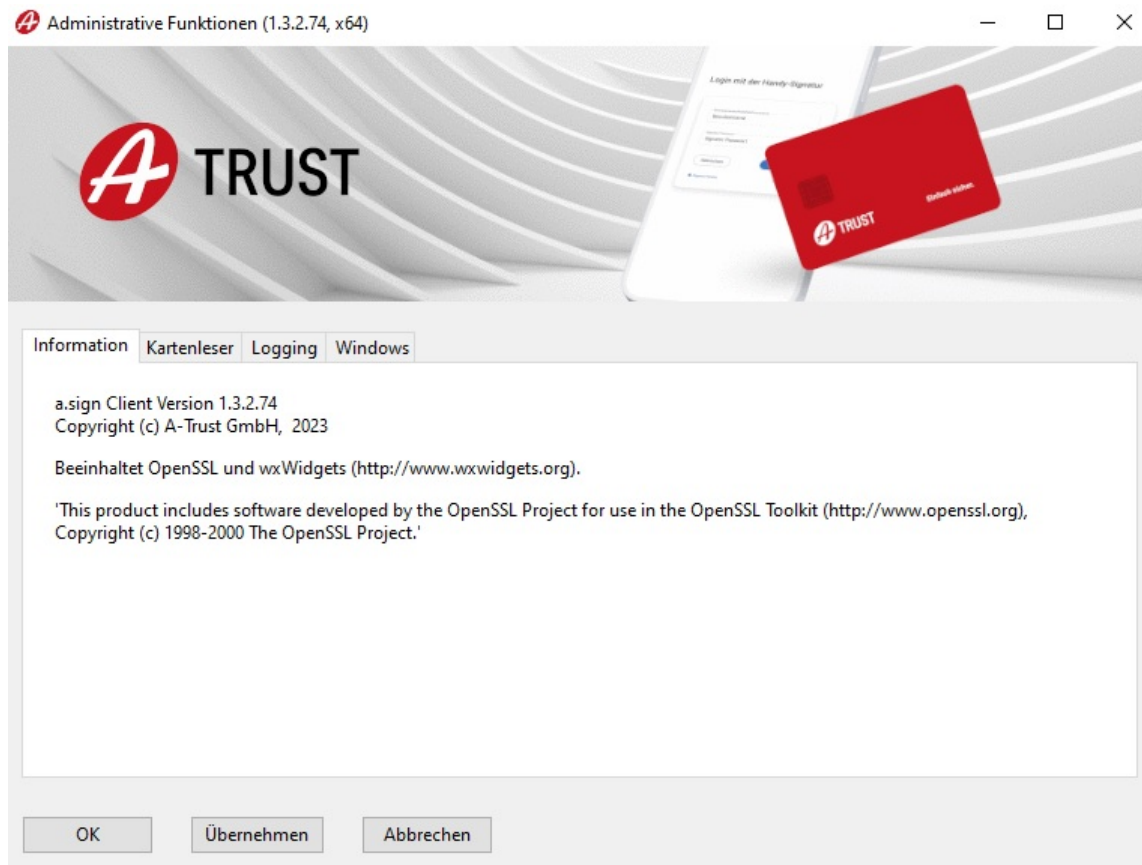 Administrative Funktionen (1.3.2.74, x64)
Login mit der Handy-Signatur
A TRUST
Einfach sicher.
A TRUST
Information Kartenleser Logging Windows
a.sign Client Version 1.3.2.74
Copyright (c) A-Trust GmbH, 2023
Beeinhaltet OpenSSL und wxWidgets (http://www.wxwidgets.org).
'This product includes software developed by the OpenSSL Project for use in the OpenSSL Toolkit (http://www.openssl.org),
Copyright (c) 1998-2000 The OpenSSL Project.'
OK Übernehmen Abbrechen